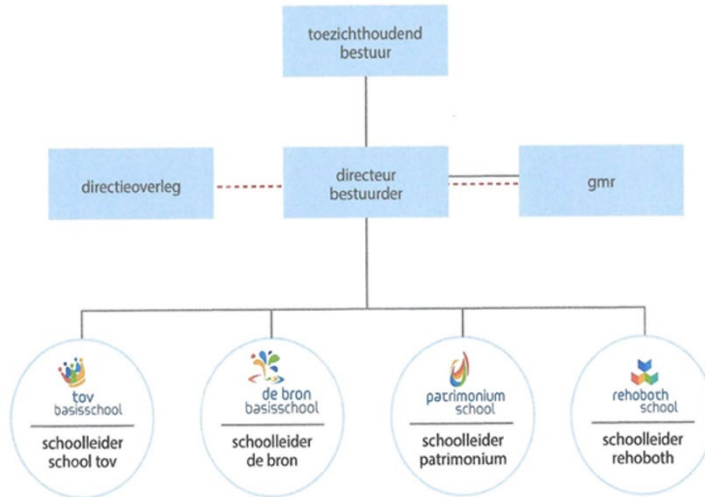 toezichthoudend
bestuur
directieoverleg
directeur
bestuurder
gmr
tov
basisschool
schoolleider
school tov
de bron
basisschool
schoolleider
de bron
patrimonium
school
schoolleider
patrimonium
rehoboth
school
schoolleider
rehoboth